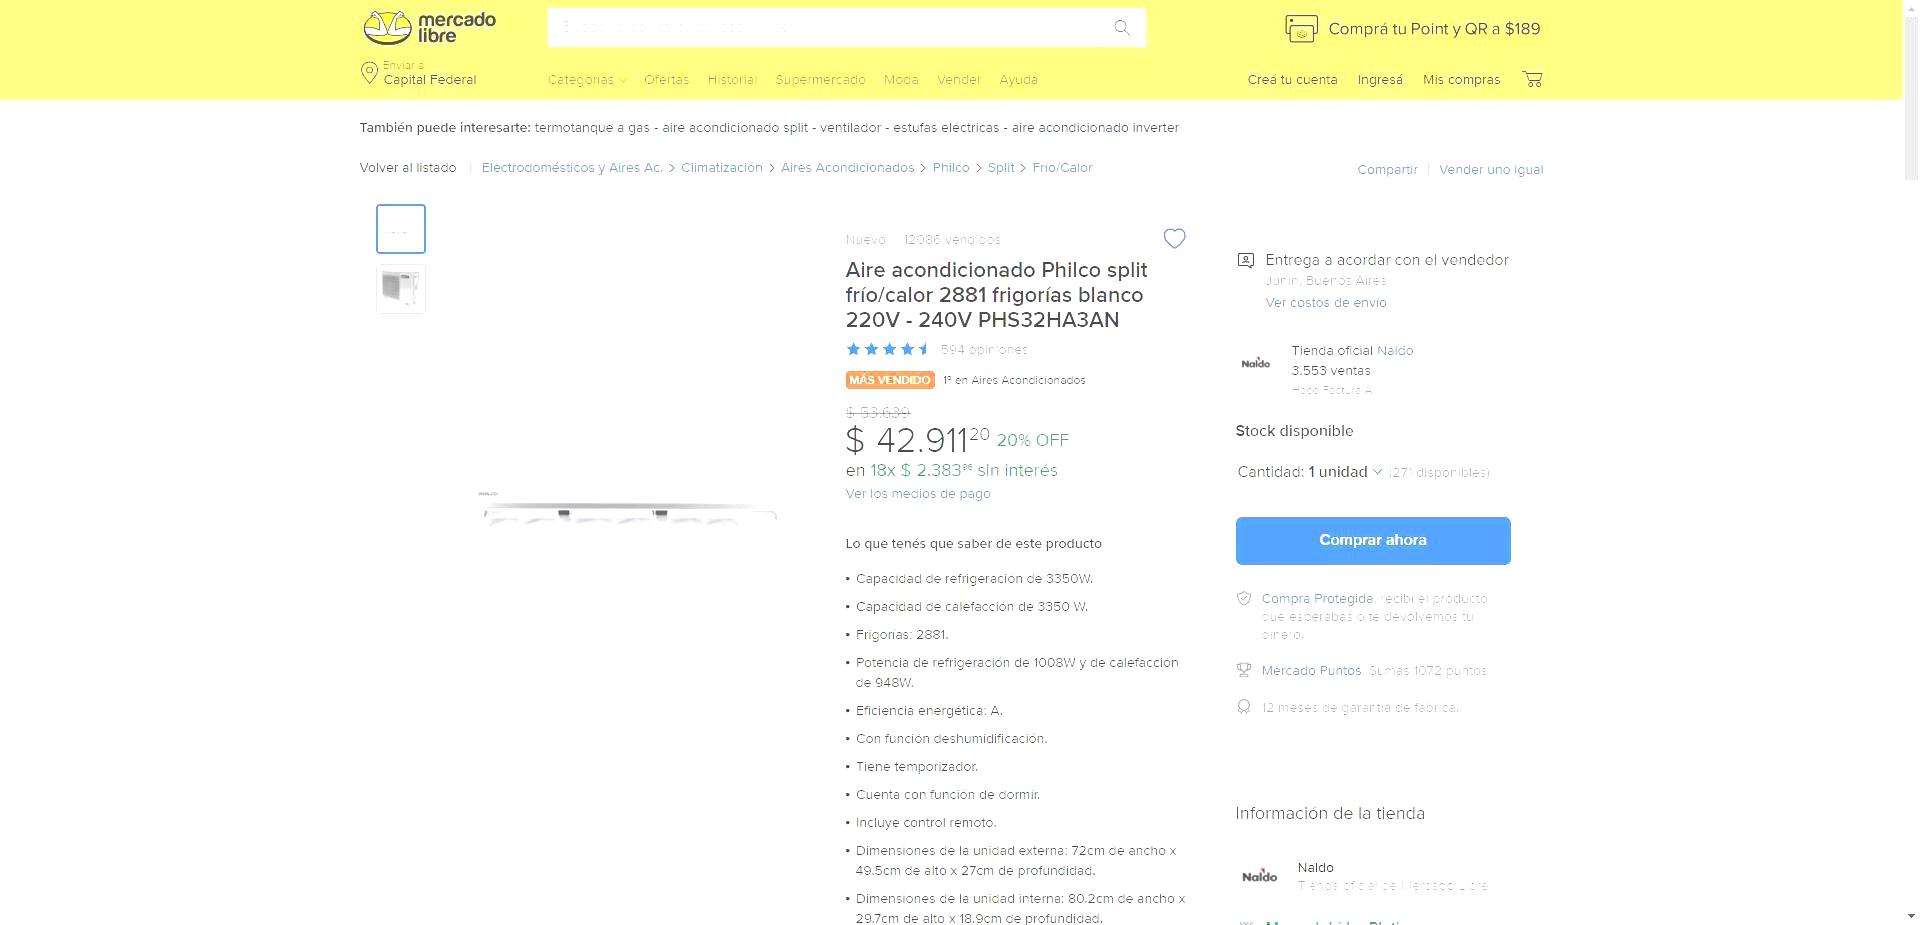 mercado
libre
Comprá tu Point y QR a $189
Enviar a
Capital Federal
Categorías
Ofertas
Historial
Supermercado
Moda
Vender
Ayuda
Creá tu cuenta
Ingresá
Mis compras
También puede interesarte: termotanque a gas - aire acondicionado split - ventilador - estufas eléctricas - aire acondicionado inverter
Volver al listado
Electrodomésticos y Aires Ac. > Climatización > Aires Acondicionados > Philco > Split > Frío/Calor
Compartir
Vender uno igual
Nuevo 12086 vendidos
Aire acondicionado Philco split
frío/calor 2881 frigorías blanco
220V - 240V PHS32HA3AN
594 opiniones
MÁS VENDIDO 1º en Aires Acondicionados
$ 53.639
$ 42.911 20 20% OFF
en 18x $ 2.383 96 sin interés
Ver los medios de pago
PHILCO
Lo que tenés que saber de este producto
• Capacidad de refrigeración de 3350W.
• Capacidad de calefacción de 3350 W.
• Frigorías: 2881.
• Potencia de refrigeración de 1008W y de calefacción
de 948W.
• Eficiencia energética: A.
• Con función deshumidificación.
• Tiene temporizador.
• Cuenta con función de dormir.
• Incluye control remoto.
• Dimensiones de la unidad externa: 72cm de ancho x
49.5cm de alto x 27cm de profundidad.
• Dimensiones de la unidad interna: 80.2cm de ancho x
29.7cm de alto x 18.9cm de profundidad.
Entrega a acordar con el vendedor
Junín, Buenos Aires
Ver costos de envío
Naldo
Tienda oficial Naldo
3.553 ventas
Hace Factura A
Stock disponible
Cantidad: 1 unidad (271 disponibles)
Comprar ahora
Compra Protegida, recibí el producto
que esperabas o te devolvemos tu
dinero.
Mercado Puntos. Sumás 1072 puntos.
12 meses de garantía de fábrica.
Información de la tienda
Naldo
Naldo
Tienda oficial de Mercado Libre